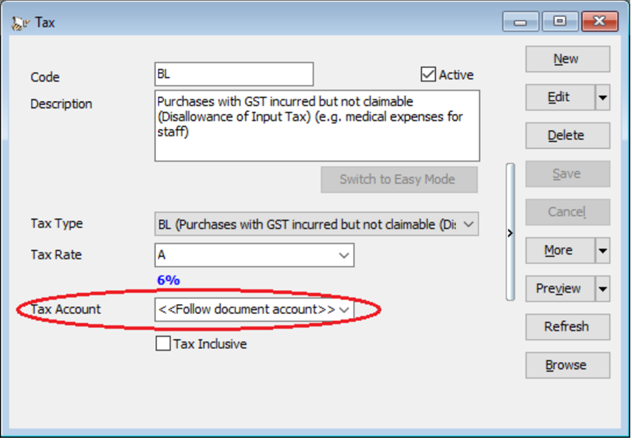 Tax
Code
BL
Active
Description
Purchases with GST incurred but not claimable
(Disallowance of Input Tax) (e.g. medical expenses for
staff)
Switch to Easy Mode
Tax Type
BL (Purchases with GST incurred but not claimable (Di:
Tax Rate
A
6%
Tax Account
<<Follow document account>>
Tax Inclusive
New
Edit
Delete
Save
Cancel
More
Preview
Refresh
Browse